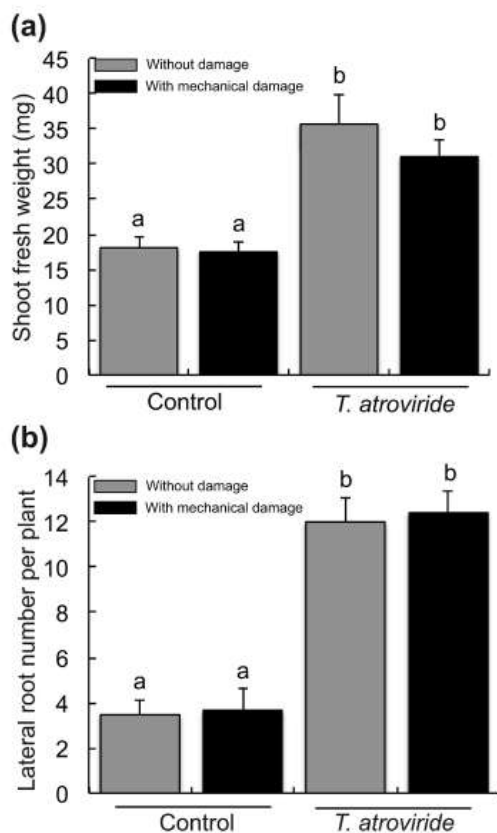 (a)
Shoot fresh weight (mg)
45
40
35
30
25
20
15
10
5
0
Without damage
With mechanical damage
a
a
b
b
Control
T. atroviride
(b)
Lateral root number per plant
14
12
10
8
6
4
2
0
Without damage
With mechanical damage
a
a
b
b
Control
T. atroviride